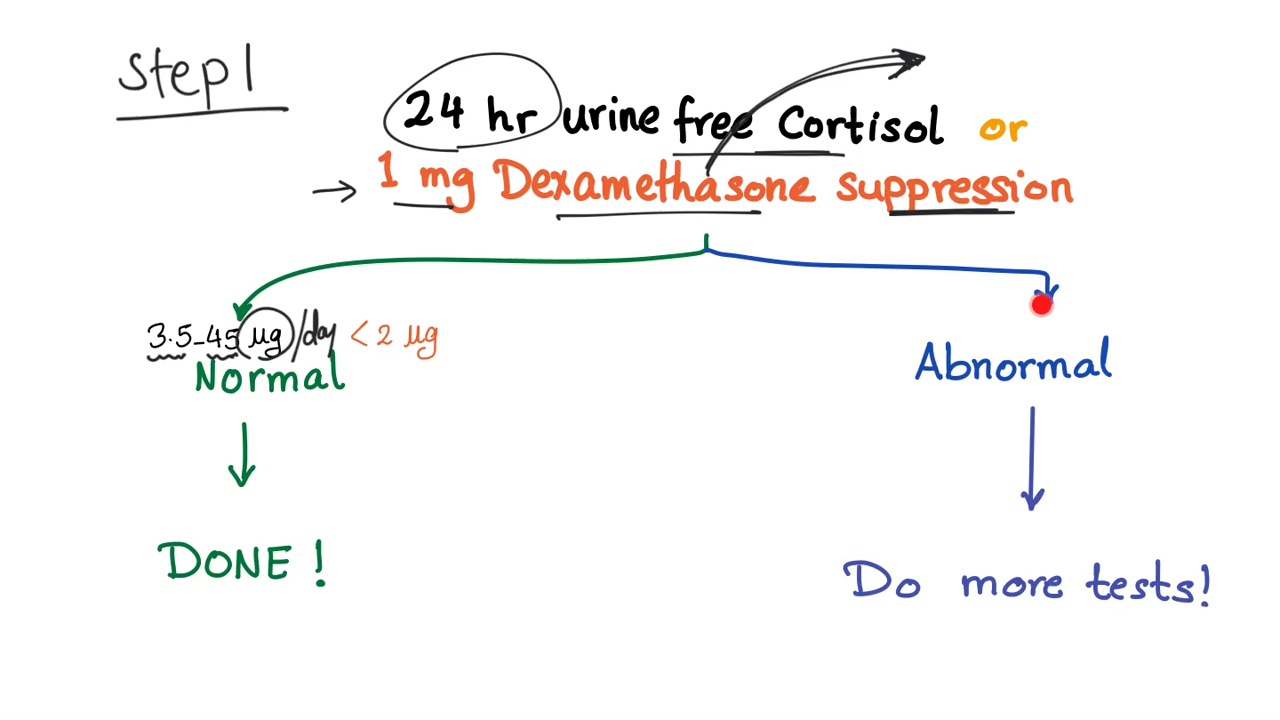 Step 1
24 hr urine free Cortisol or
1 mg Dexamethasone suppression
3.5-45 µg/day < 2 µg
Normal
Abnormal
DONE !
Do more tests!